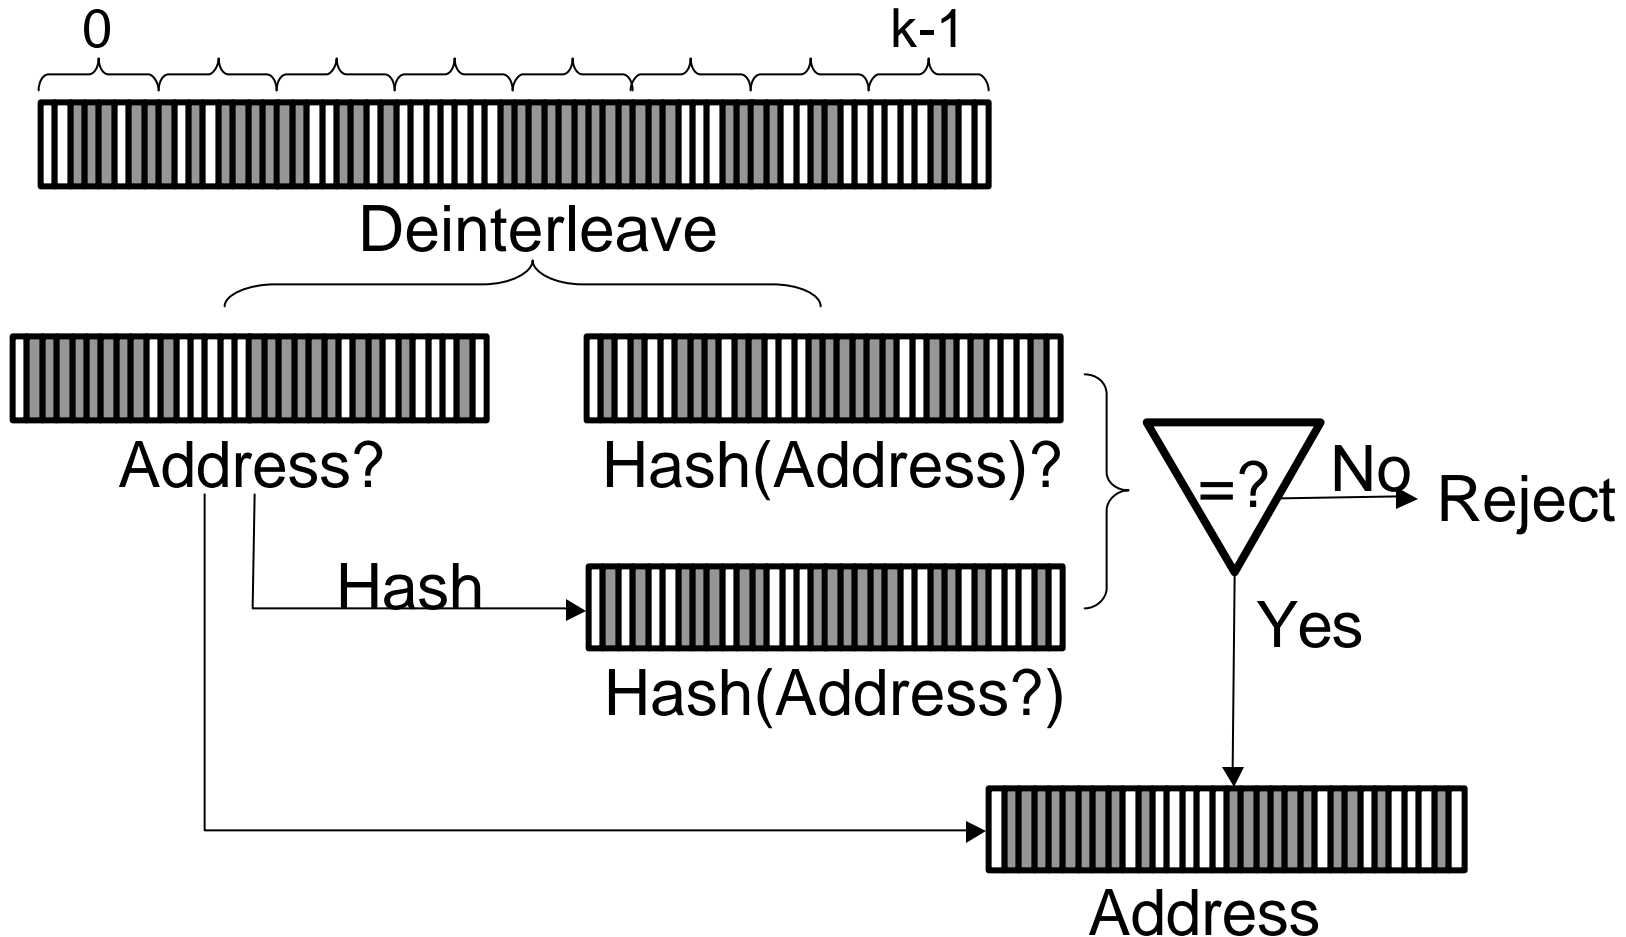 0
k-1
Deinterleave
Address?
Hash(Address)?
=?
No
Reject
Hash
Yes
Hash(Address?)
Address